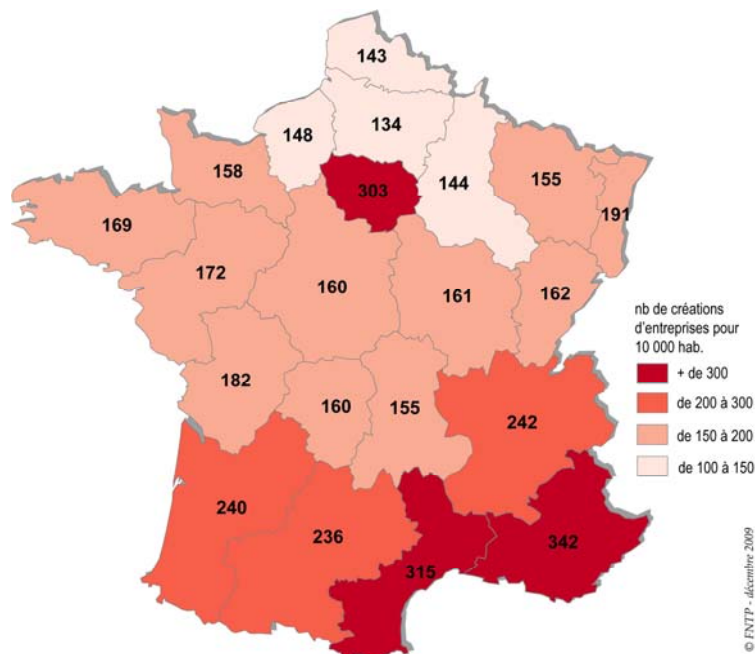 143
134
148
158
303
144
155
191
169
172
160
161
162
182
160
155
242
240
236
315
342
nb de créations
d'entreprises pour
10 000 hab.
+ de 300
de 200 à 300
de 150 à 200
de 100 à 150
© FNTP - décembre 2009